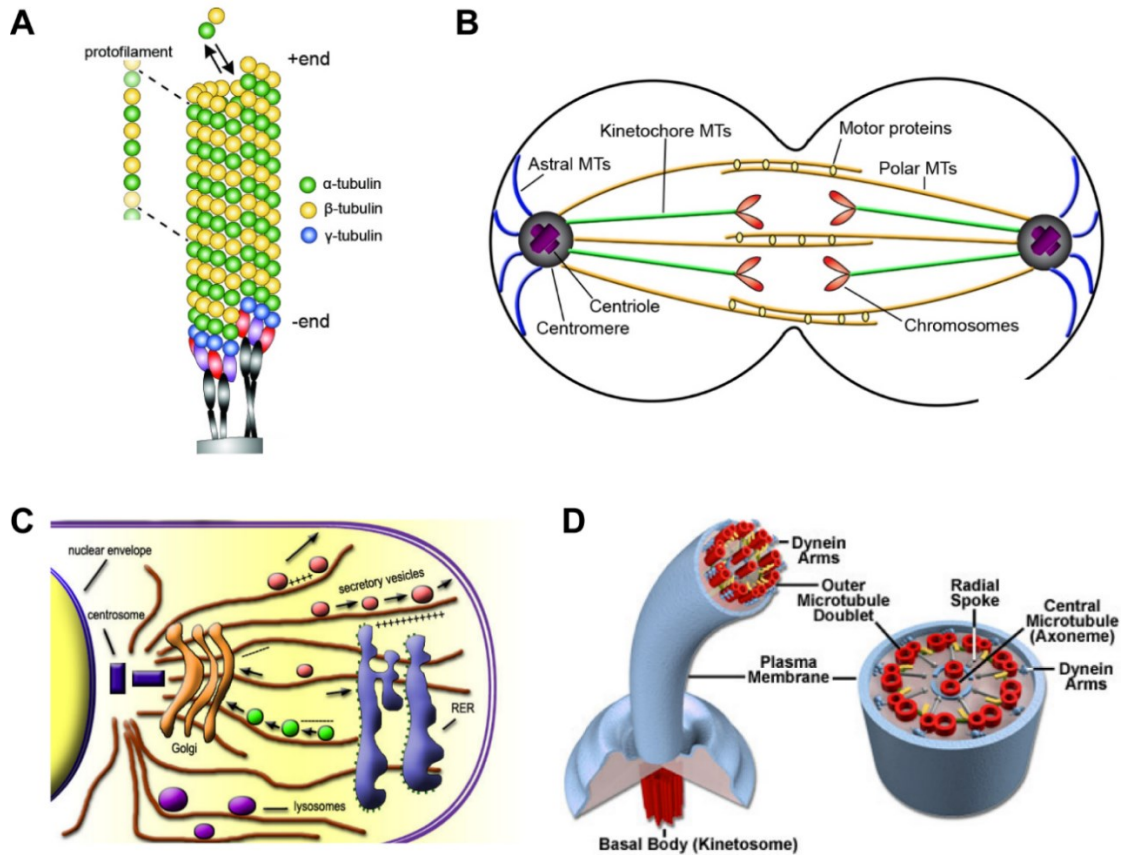 A
protofilament
+end
α-tubulin
β-tubulin
γ-tubulin
-end
B
Kinetochore MTs
Motor proteins
Astral MTs
Polar MTs
Centriole
Centromere
Chromosomes
C
nuclear envelope
centrosome
secretory vesicles
++++
++++++++++++++
RER
Golgi
lysosomes
D
Dynein
Arms
Outer
Microtubule
Doublet
Radial
Spoke
Central
Microtubule
(Axoneme)
Plasma
Membrane
Dynein
Arms
Basal Body (Kinetosome)